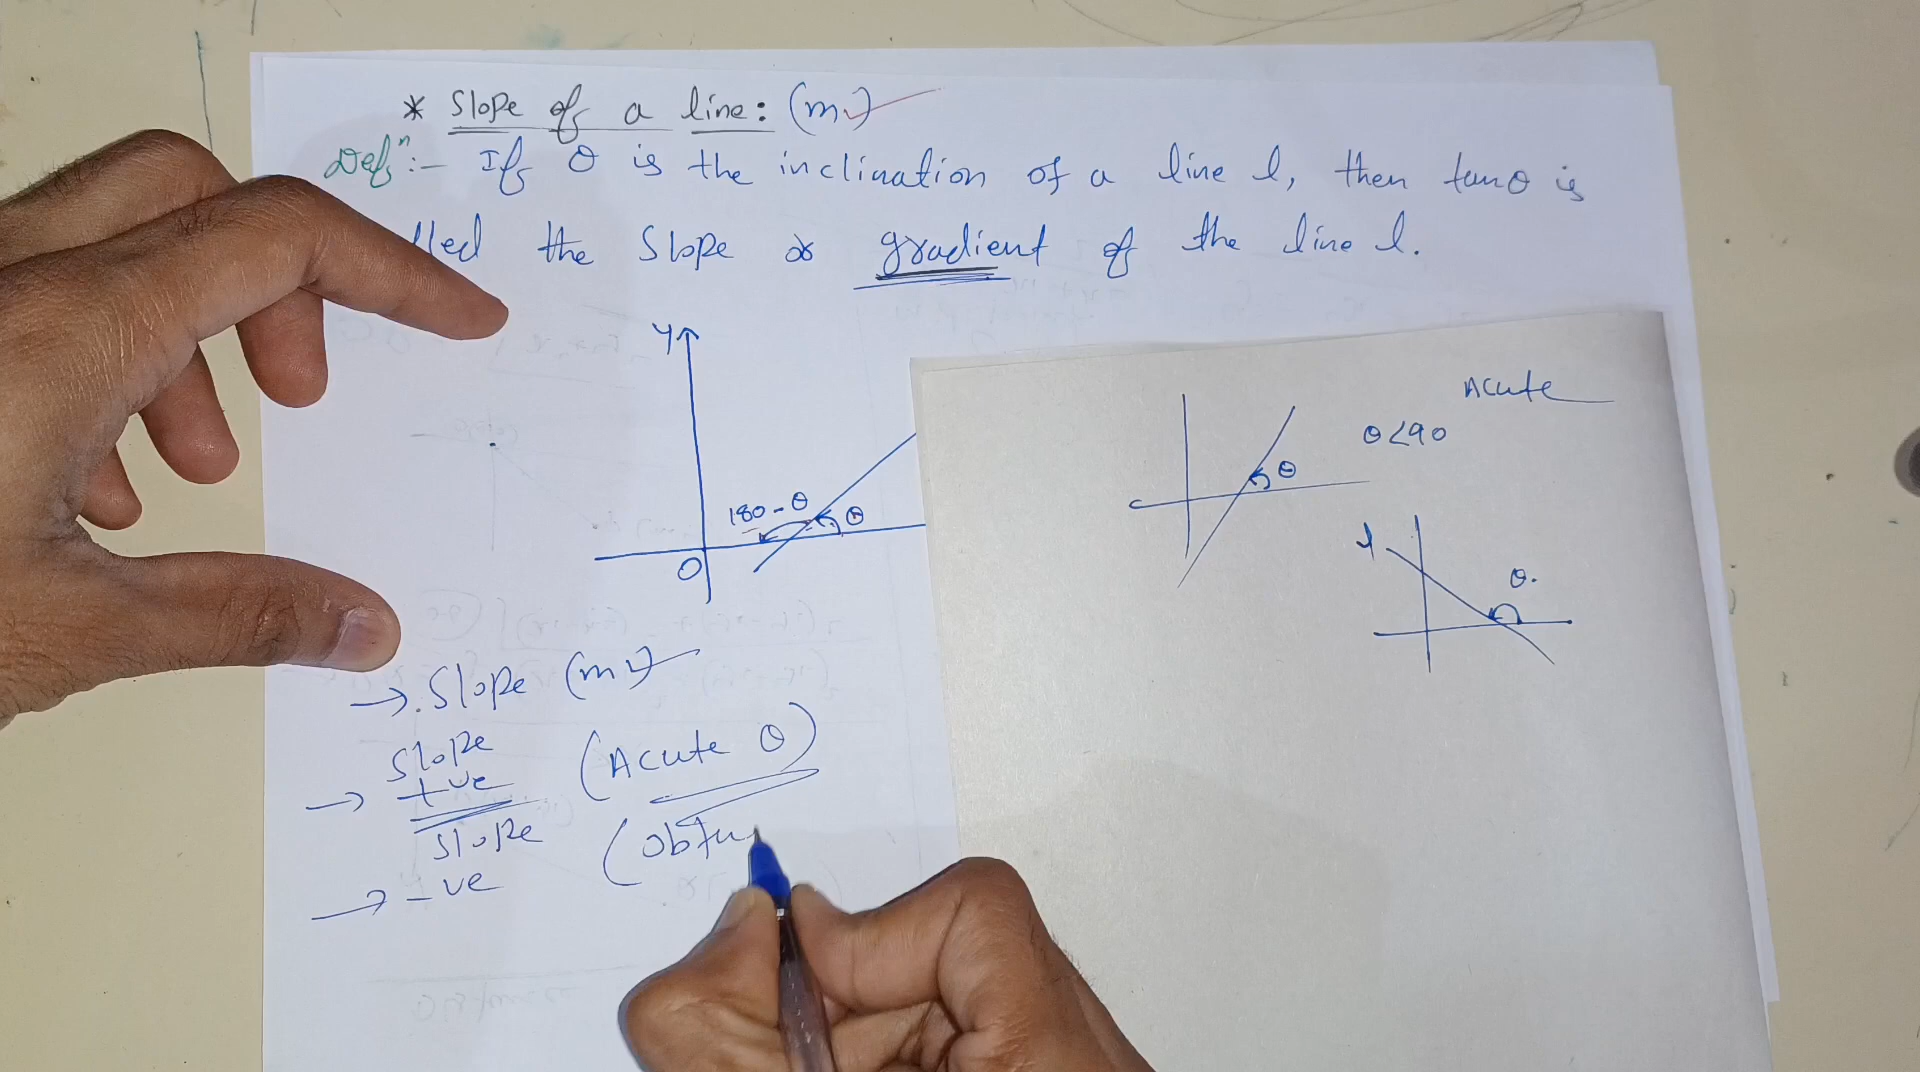 * Slope of a line: (m)
Defⁿ:- If θ is the inclination of a line l, then tanθ is
lled the Slope or gradient of the line l.
Y
180-θ
θ
O
Acute
θ<90
θ
l
θ.
→ Slope (m)
Slope
→ +ve (Acute θ)
Slope (obtu
→ -ve